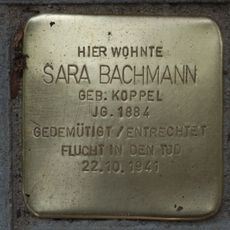 HIER WOHNTE
SARA BACHMANN
GEB. KOPPEL
JG. 1884
GEDEMÜTIGT / ENTRECHTET
FLUCHT IN DEN TOD
22.10.1941